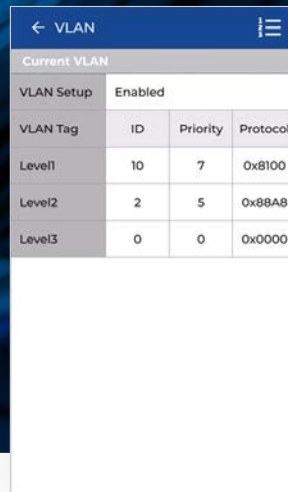 ← VLAN
Current VLAN
VLAN Setup Enabled
VLAN Tag ID Priority Protocol
Level1 10 7 0x8100
Level2 2 5 0x88A8
Level3 0 0 0x0000